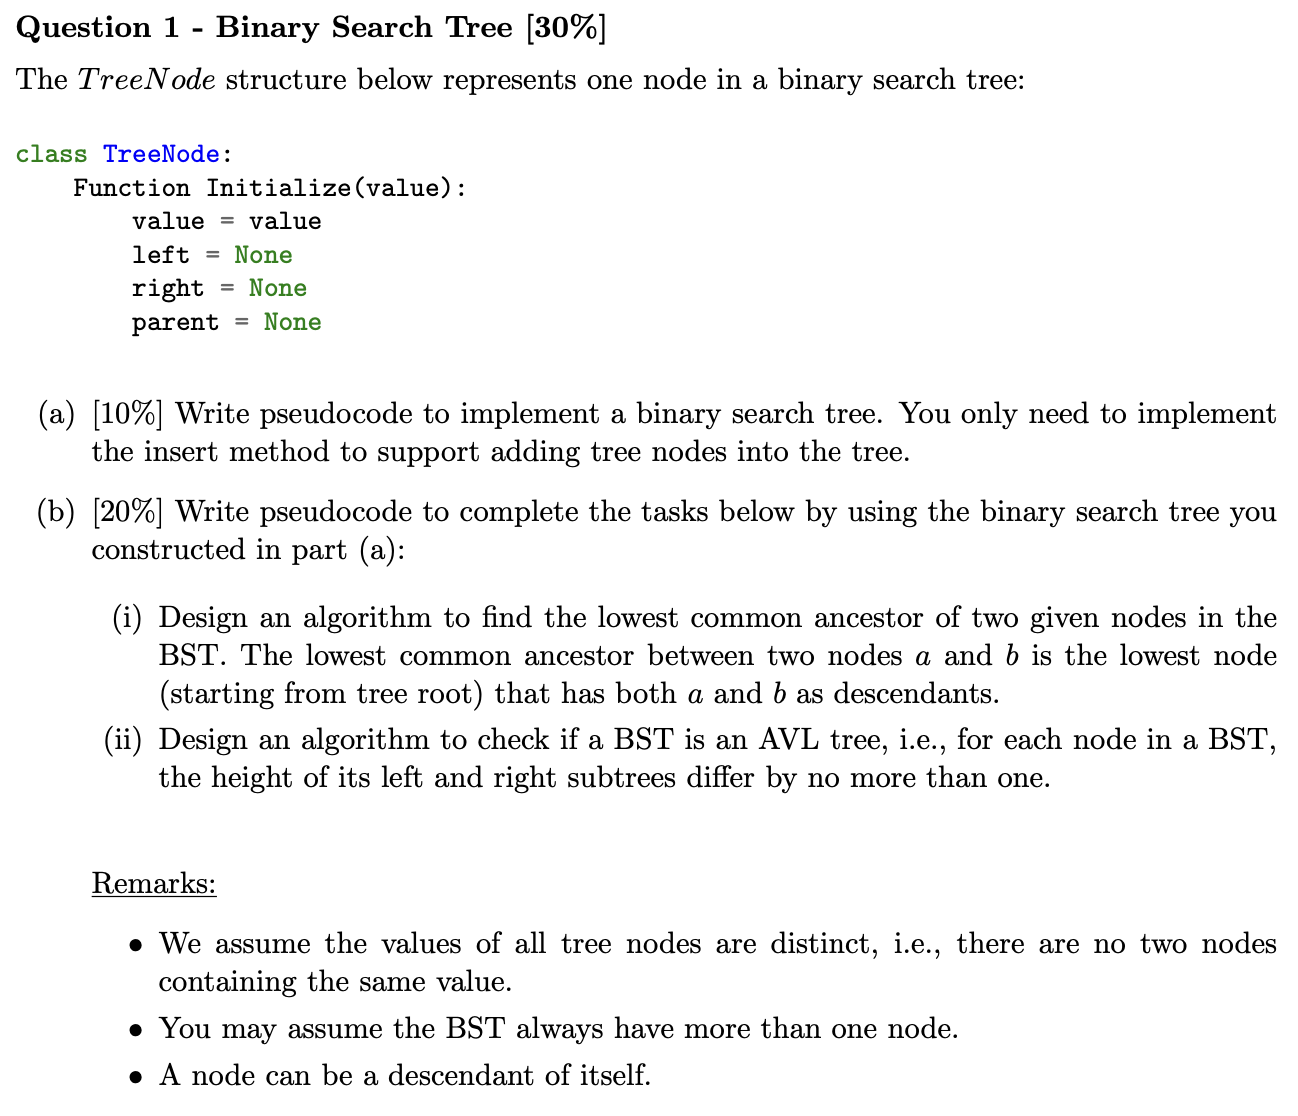 Question 1 - Binary Search Tree [30%]
The TreeNode structure below represents one node in a binary search tree:
class TreeNode:
    Function Initialize(value):
        value = value
        left = None
        right = None
        parent = None
(a) [10%] Write pseudocode to implement a binary search tree. You only need to implement
the insert method to support adding tree nodes into the tree.
(b) [20%] Write pseudocode to complete the tasks below by using the binary search tree you
constructed in part (a):
(i) Design an algorithm to find the lowest common ancestor of two given nodes in the
BST. The lowest common ancestor between two nodes a and b is the lowest node
(starting from tree root) that has both a and b as descendants.
(ii) Design an algorithm to check if a BST is an AVL tree, i.e., for each node in a BST,
the height of its left and right subtrees differ by no more than one.
Remarks:
• We assume the values of all tree nodes are distinct, i.e., there are no two nodes
containing the same value.
• You may assume the BST always have more than one node.
• A node can be a descendant of itself.